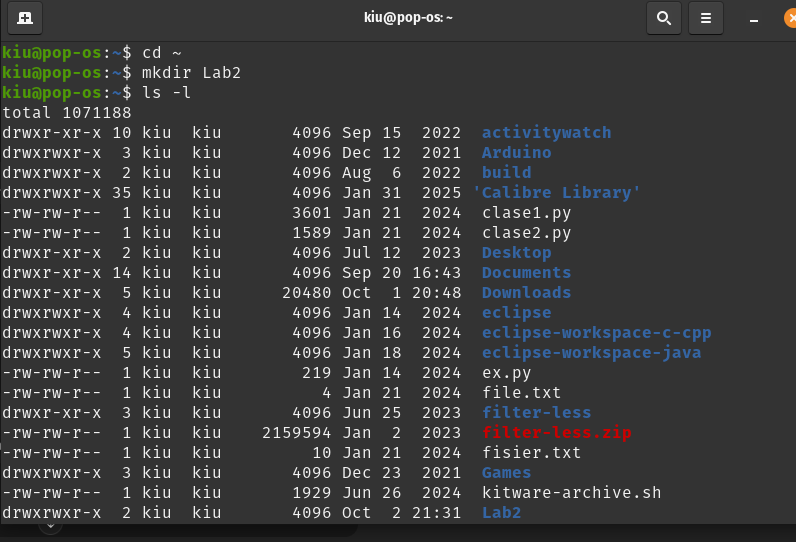 kiu@pop-os: ~
kiu@pop-os:~$ cd ~
kiu@pop-os:~$ mkdir Lab2
kiu@pop-os:~$ ls -l
total 1071188
drwxr-xr-x 10 kiu  kiu     4096 Sep 15  2022  activitywatch
drwxrwxr-x  3 kiu  kiu     4096 Dec 12  2021  Arduino
drwxrwxr-x  2 kiu  kiu     4096 Aug  6  2022  build
drwxrwxr-x 35 kiu  kiu     4096 Jan 31  2025 'Calibre Library'
-rw-rw-r--  1 kiu  kiu     3601 Jan 21  2024  clase1.py
-rw-rw-r--  1 kiu  kiu     1589 Jan 21  2024  clase2.py
drwxr-xr-x  2 kiu  kiu     4096 Jul 12  2023  Desktop
drwxr-xr-x 14 kiu  kiu     4096 Sep 20 16:43  Documents
drwxr-xr-x  5 kiu  kiu    20480 Oct  1 20:48  Downloads
drwxrwxr-x  4 kiu  kiu     4096 Jan 14  2024  eclipse
drwxrwxr-x  4 kiu  kiu     4096 Jan 16  2024  eclipse-workspace-c-cpp
drwxrwxr-x  5 kiu  kiu     4096 Jan 18  2024  eclipse-workspace-java
-rw-rw-r--  1 kiu  kiu      219 Jan 14  2024  ex.py
-rw-rw-r--  1 kiu  kiu        4 Jan 21  2024  file.txt
drwxrwxr-x  3 kiu  kiu     4096 Jun 25  2023  filter-less
-rw-rw-r--  1 kiu  kiu  2159594 Jan  2  2023  filter-less.zip
-rw-rw-r--  1 kiu  kiu       10 Jan 21  2024  fisier.txt
drwxrwxr-x  3 kiu  kiu     4096 Dec 23  2021  Games
-rw-rw-r--  1 kiu  kiu     1929 Jun 26  2024  kitware-archive.sh
drwxrwxr-x  2 kiu  kiu     4096 Oct  2 21:31  Lab2